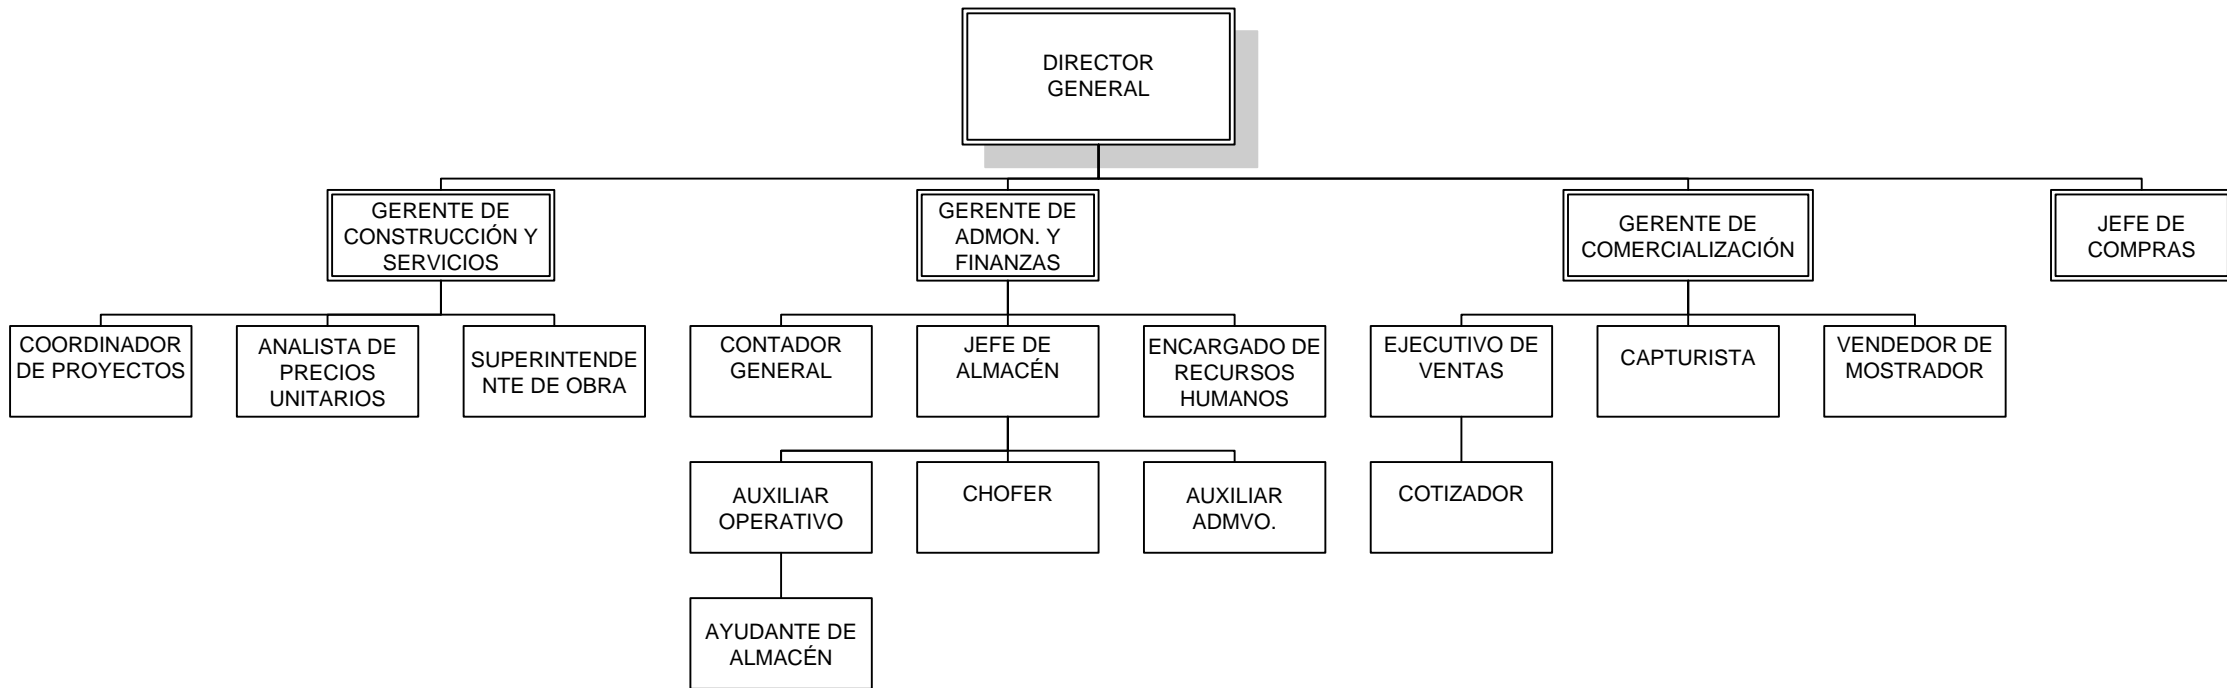 DIRECTOR
GENERAL
GERENTE DE
CONSTRUCCIÓN Y
SERVICIOS
GERENTE DE
ADMON. Y
FINANZAS
GERENTE DE
COMERCIALIZACIÓN
JEFE DE
COMPRAS
COORDINADOR
DE PROYECTOS
ANALISTA DE
PRECIOS
UNITARIOS
SUPERINTENDE
NTE DE OBRA
CONTADOR
GENERAL
JEFE DE
ALMACÉN
ENCARGADO DE
RECURSOS
HUMANOS
EJECUTIVO DE
VENTAS
CAPTURISTA
VENDEDOR DE
MOSTRADOR
AUXILIAR
OPERATIVO
CHOFER
AUXILIAR
ADMVO.
COTIZADOR
AYUDANTE DE
ALMACÉN